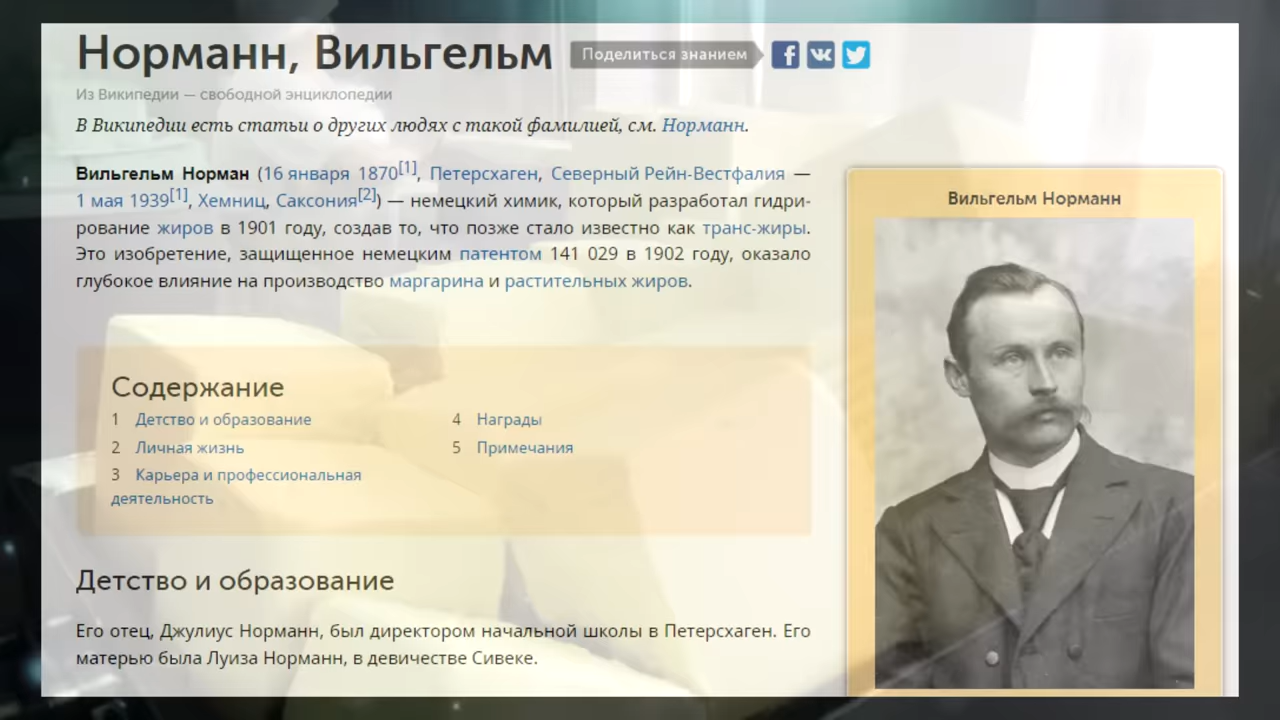 Норманн, Вильгельм
Поделиться знанием
Из Википедии — свободной энциклопедии
В Википедии есть статьи о других людях с такой фамилией, см. Норманн.
Вильгельм Норман (16 января 1870[1], Петерсхаген, Северный Рейн-Вестфалия —
1 мая 1939[1], Хемниц, Саксония[2]) — немецкий химик, который разработал гидри-
рование жиров в 1901 году, создав то, что позже стало известно как транс-жиры.
Это изобретение, защищенное немецким патентом 141 029 в 1902 году, оказало
глубокое влияние на производство маргарина и растительных жиров.
Вильгельм Норманн
Содержание
1 Детство и образование
2 Личная жизнь
3 Карьера и профессиональная
деятельность
4 Награды
5 Примечания
Детство и образование
Его отец, Джулиус Норманн, был директором начальной школы в Петерсхаген. Его
матерью была Луиза Норманн, в девичестве Сивеке.